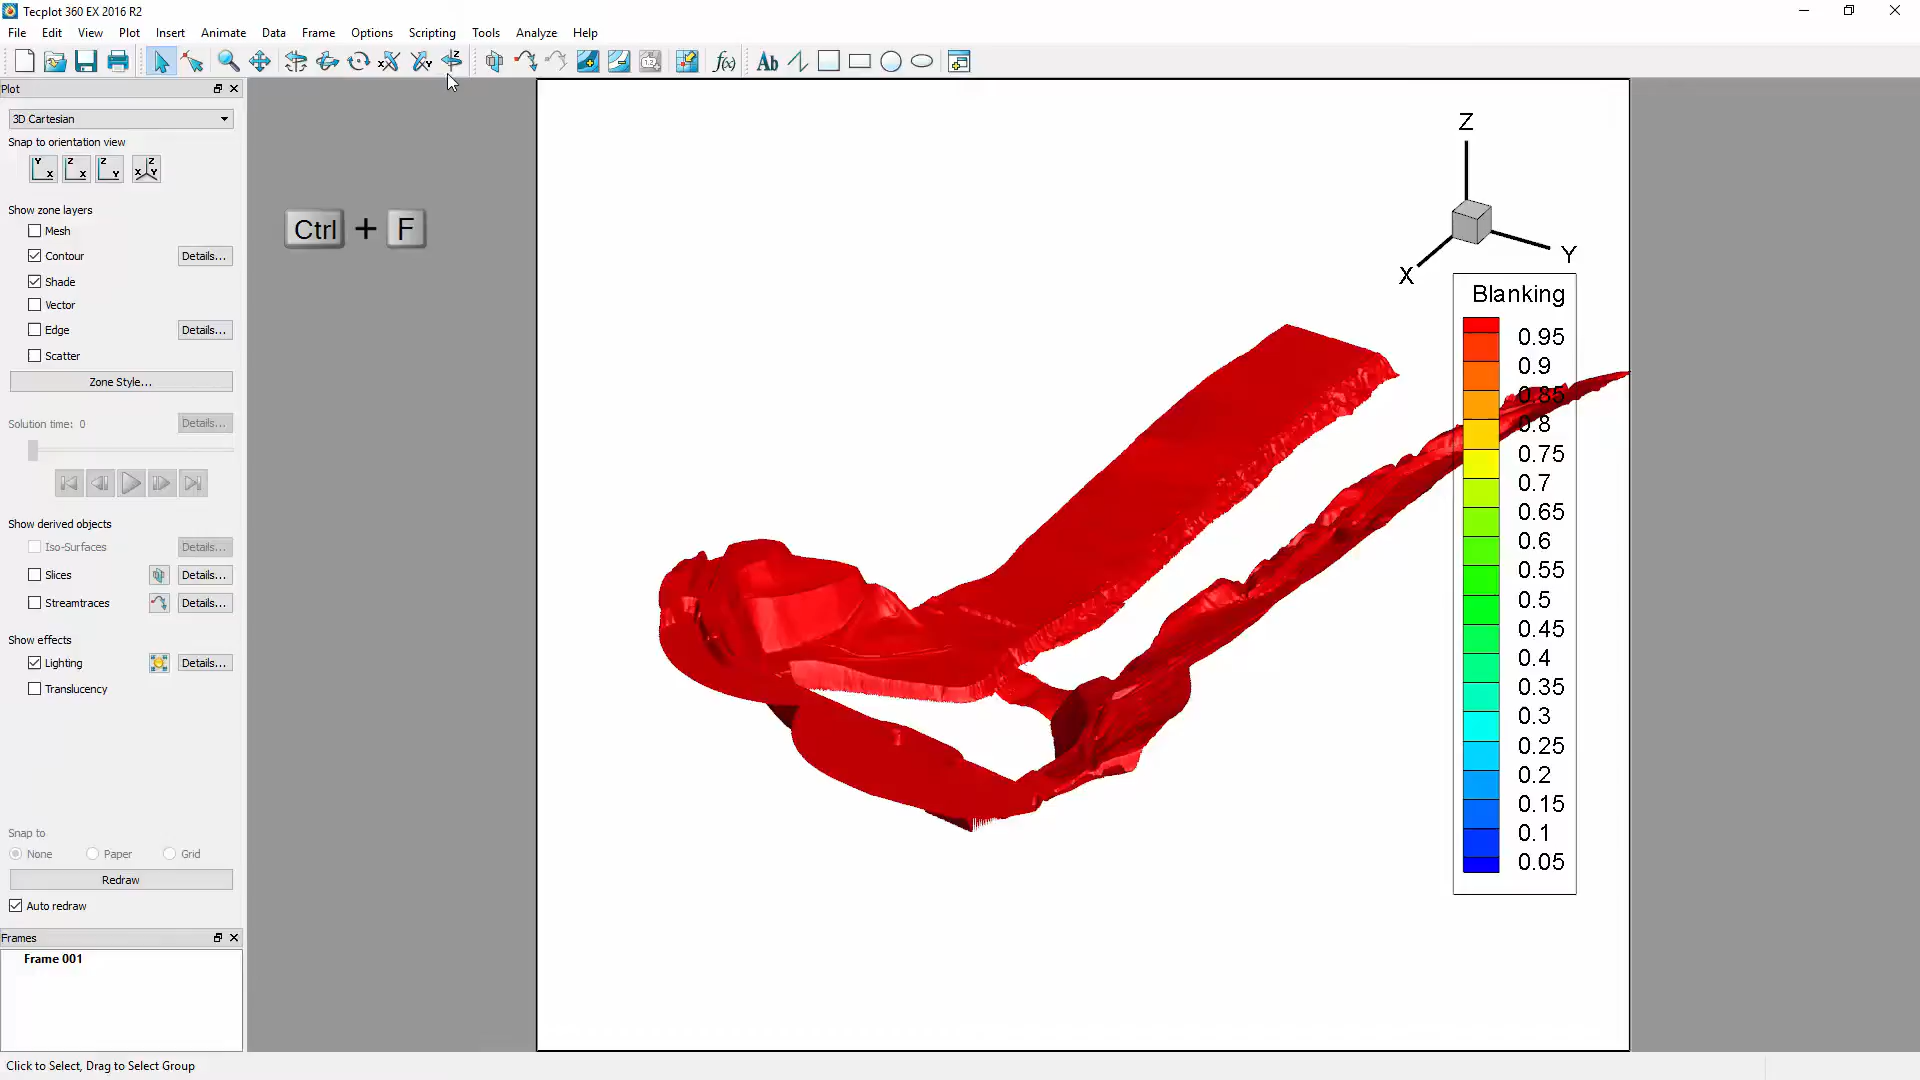 Tecplot 360 EX 2016 R2
File Edit View Plot Insert Animate Data Frame Options Scripting Tools Analyze Help
Plot
3D Cartesian
Snap to orientation view
Y X Z X Z Y Z X Y
Show zone layers
Mesh
Contour Details...
Shade
Vector
Edge Details...
Scatter
Zone Style...
Solution time: 0 Details...
Show derived objects
Iso-Surfaces Details...
Slices Details...
Streamtraces Details...
Show effects
Lighting Details...
Translucency
Snap to
None Paper Grid
Redraw
Auto redraw
Frames
Frame 001
Click to Select, Drag to Select Group
Ctrl + F
Z
Y
X
Blanking
0.95
0.9
0.85
0.8
0.75
0.7
0.65
0.6
0.55
0.5
0.45
0.4
0.35
0.3
0.25
0.2
0.15
0.1
0.05